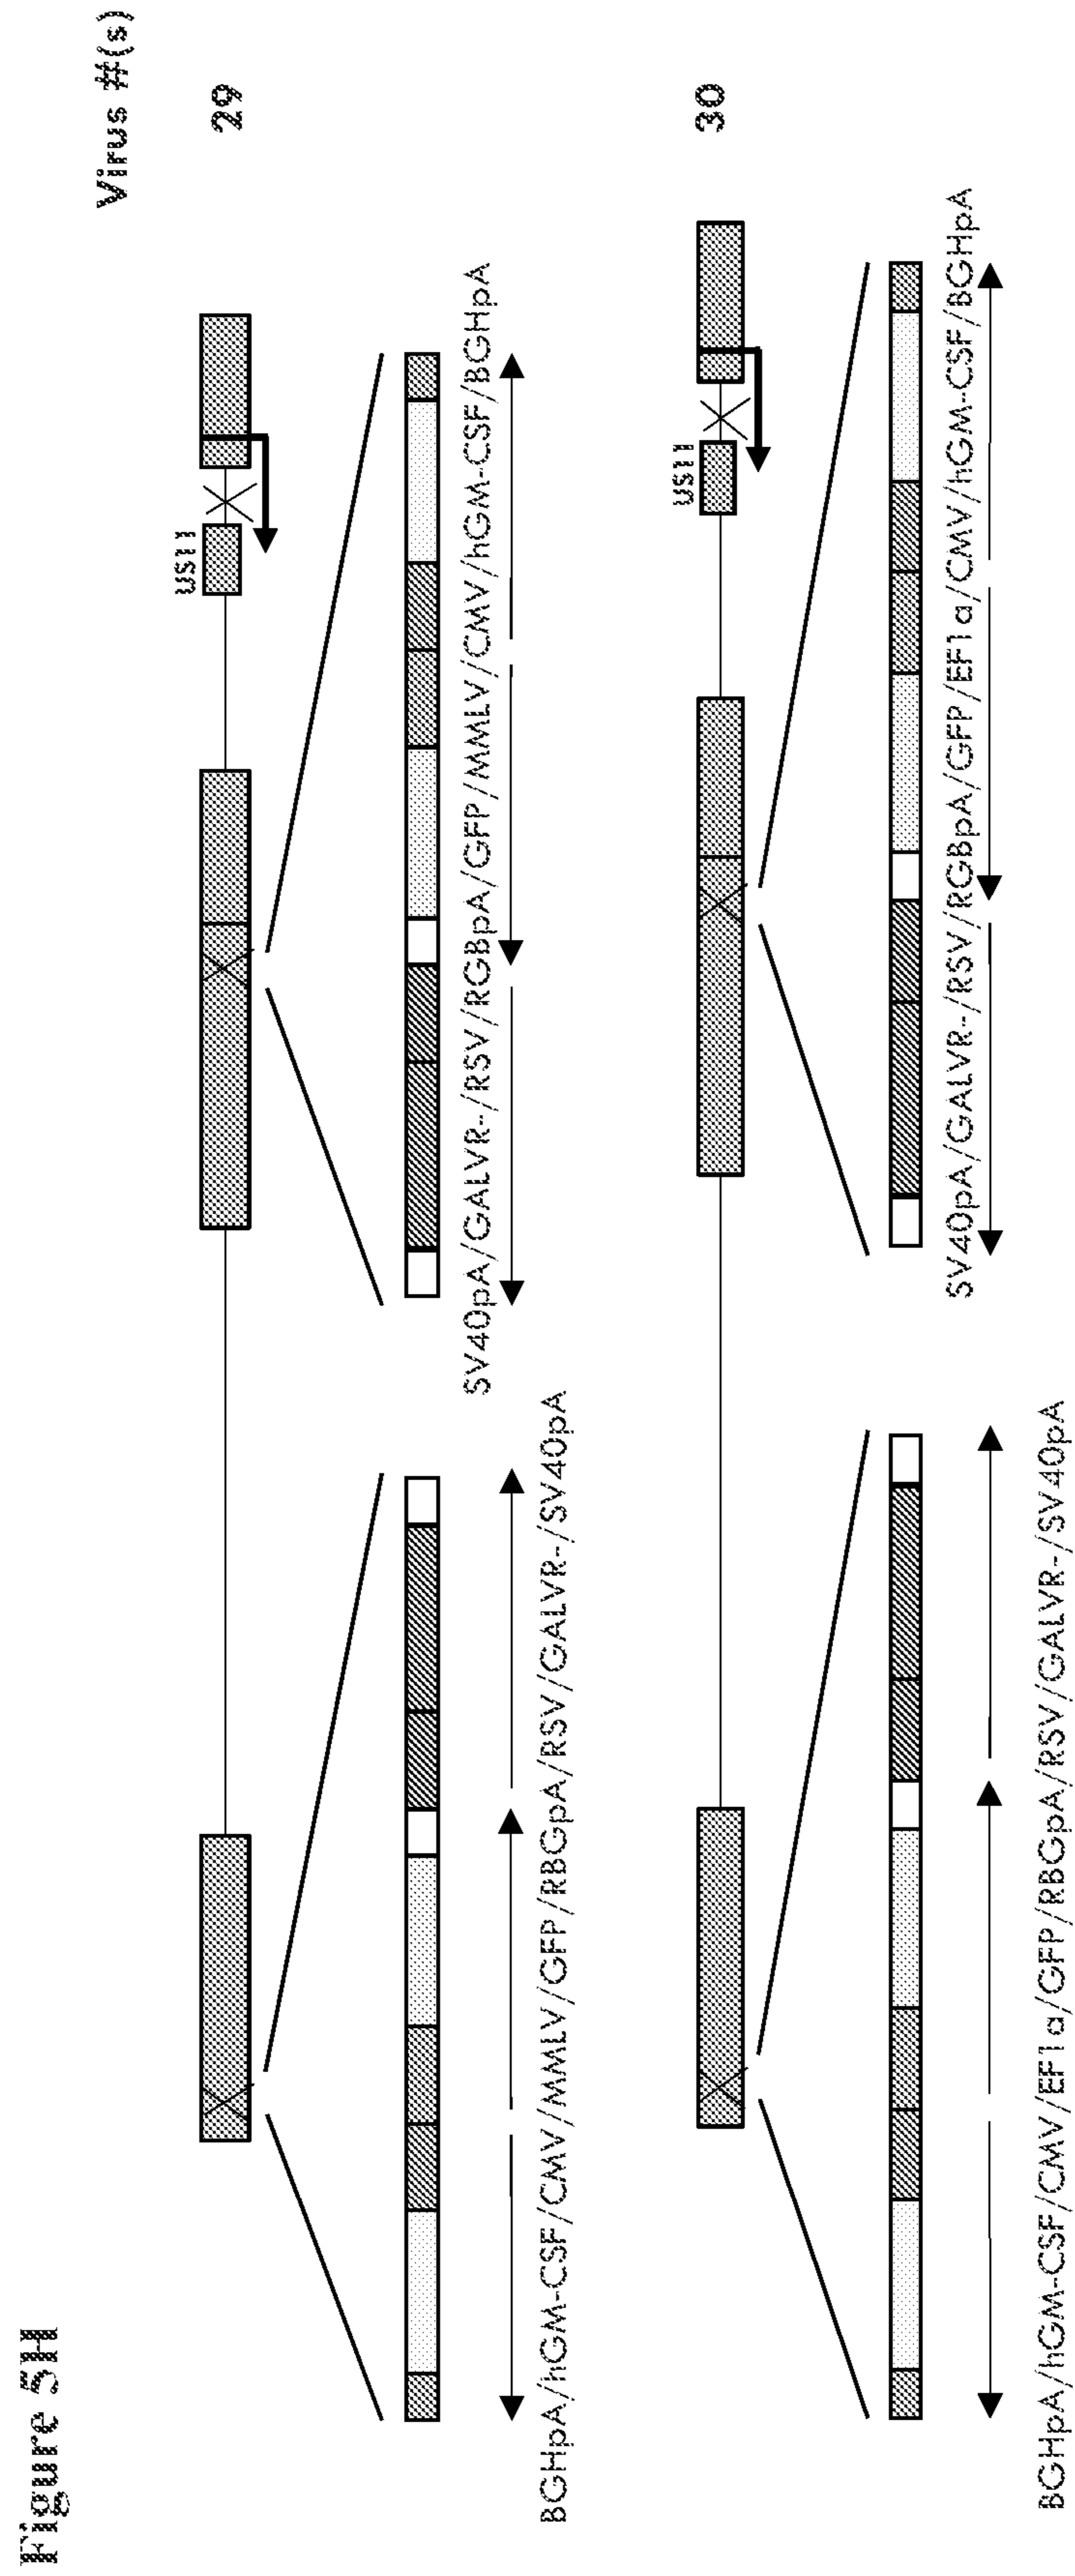 Figure 5H
Virus #(s)
29
US11
SV40pA/GALVR-/RSV/RGBpA/GFP/MMLV/CMV/hGM-CSF/BGHpA
BGHpA/hGM-CSF/CMV/MMLV/GFP/RBGpA/RSV/GALVR-/SV40pA
30
US11
SV40pA/GALVR-/RSV/RGBpA/GFP/EF1a/CMV/hGM-CSF/BGHpA
BGHpA/hGM-CSF/CMV/EF1a/GFP/RBGpA/RSV/GALVR-/SV40pA